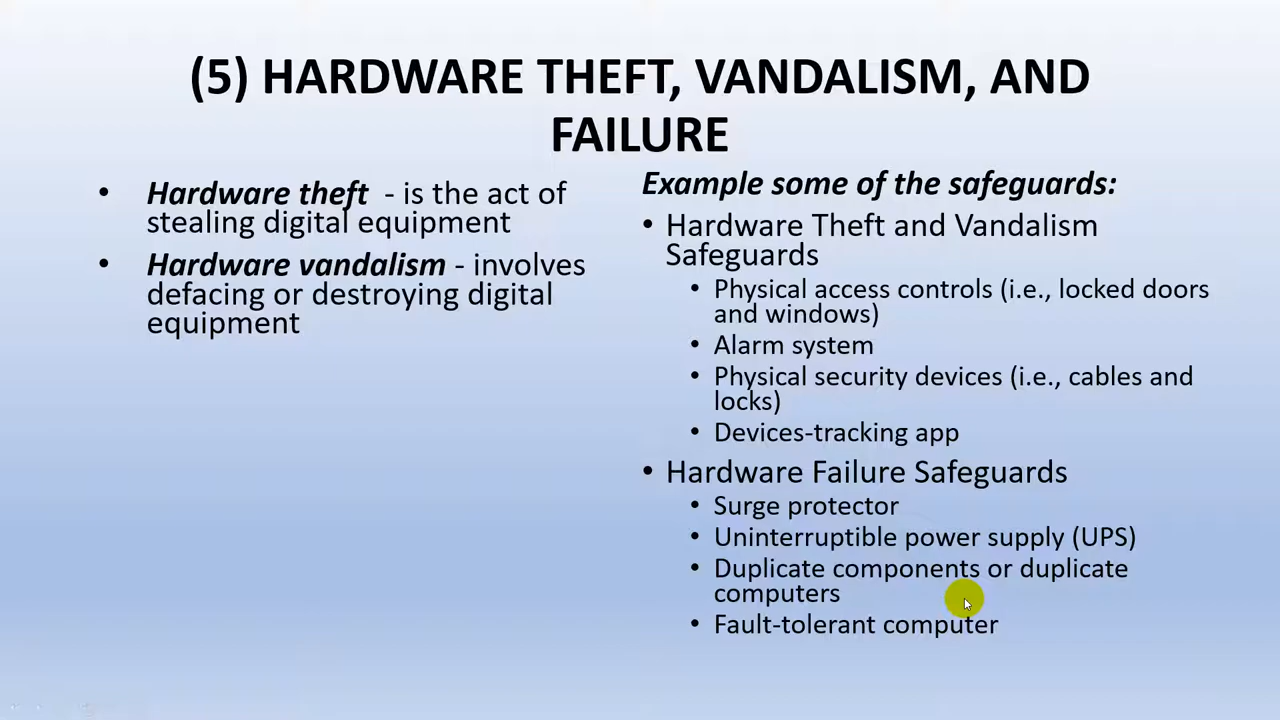 (5) HARDWARE THEFT, VANDALISM, AND
FAILURE
• Hardware theft - is the act of
stealing digital equipment
• Hardware vandalism - involves
defacing or destroying digital
equipment
Example some of the safeguards:
• Hardware Theft and Vandalism
Safeguards
• Physical access controls (i.e., locked doors
and windows)
• Alarm system
• Physical security devices (i.e., cables and
locks)
• Devices-tracking app
• Hardware Failure Safeguards
• Surge protector
• Uninterruptible power supply (UPS)
• Duplicate components or duplicate
computers
• Fault-tolerant computer